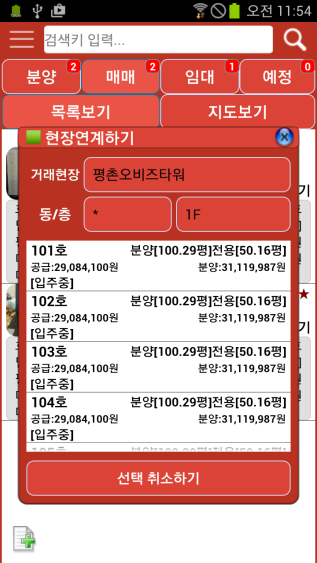 오전 11:54
검색키 입력...
분양 2 매매 2 임대 1 예정 0
목록보기 지도보기
현장연계하기
거래현장 평촌오비즈타워
동/층 * 1F
101호 분양[100.29평]전용[50.16평]
공급:29,084,100원 분양:31,119,987원
[입주중]
102호 분양[100.29평]전용[50.16평]
공급:29,084,100원 분양:31,119,987원
[입주중]
103호 분양[100.29평]전용[50.16평]
공급:29,084,100원 분양:31,119,987원
[입주중]
104호 분양[100.29평]전용[50.16평]
공급:29,084,100원 분양:31,119,987원
[입주중]
선택 취소하기